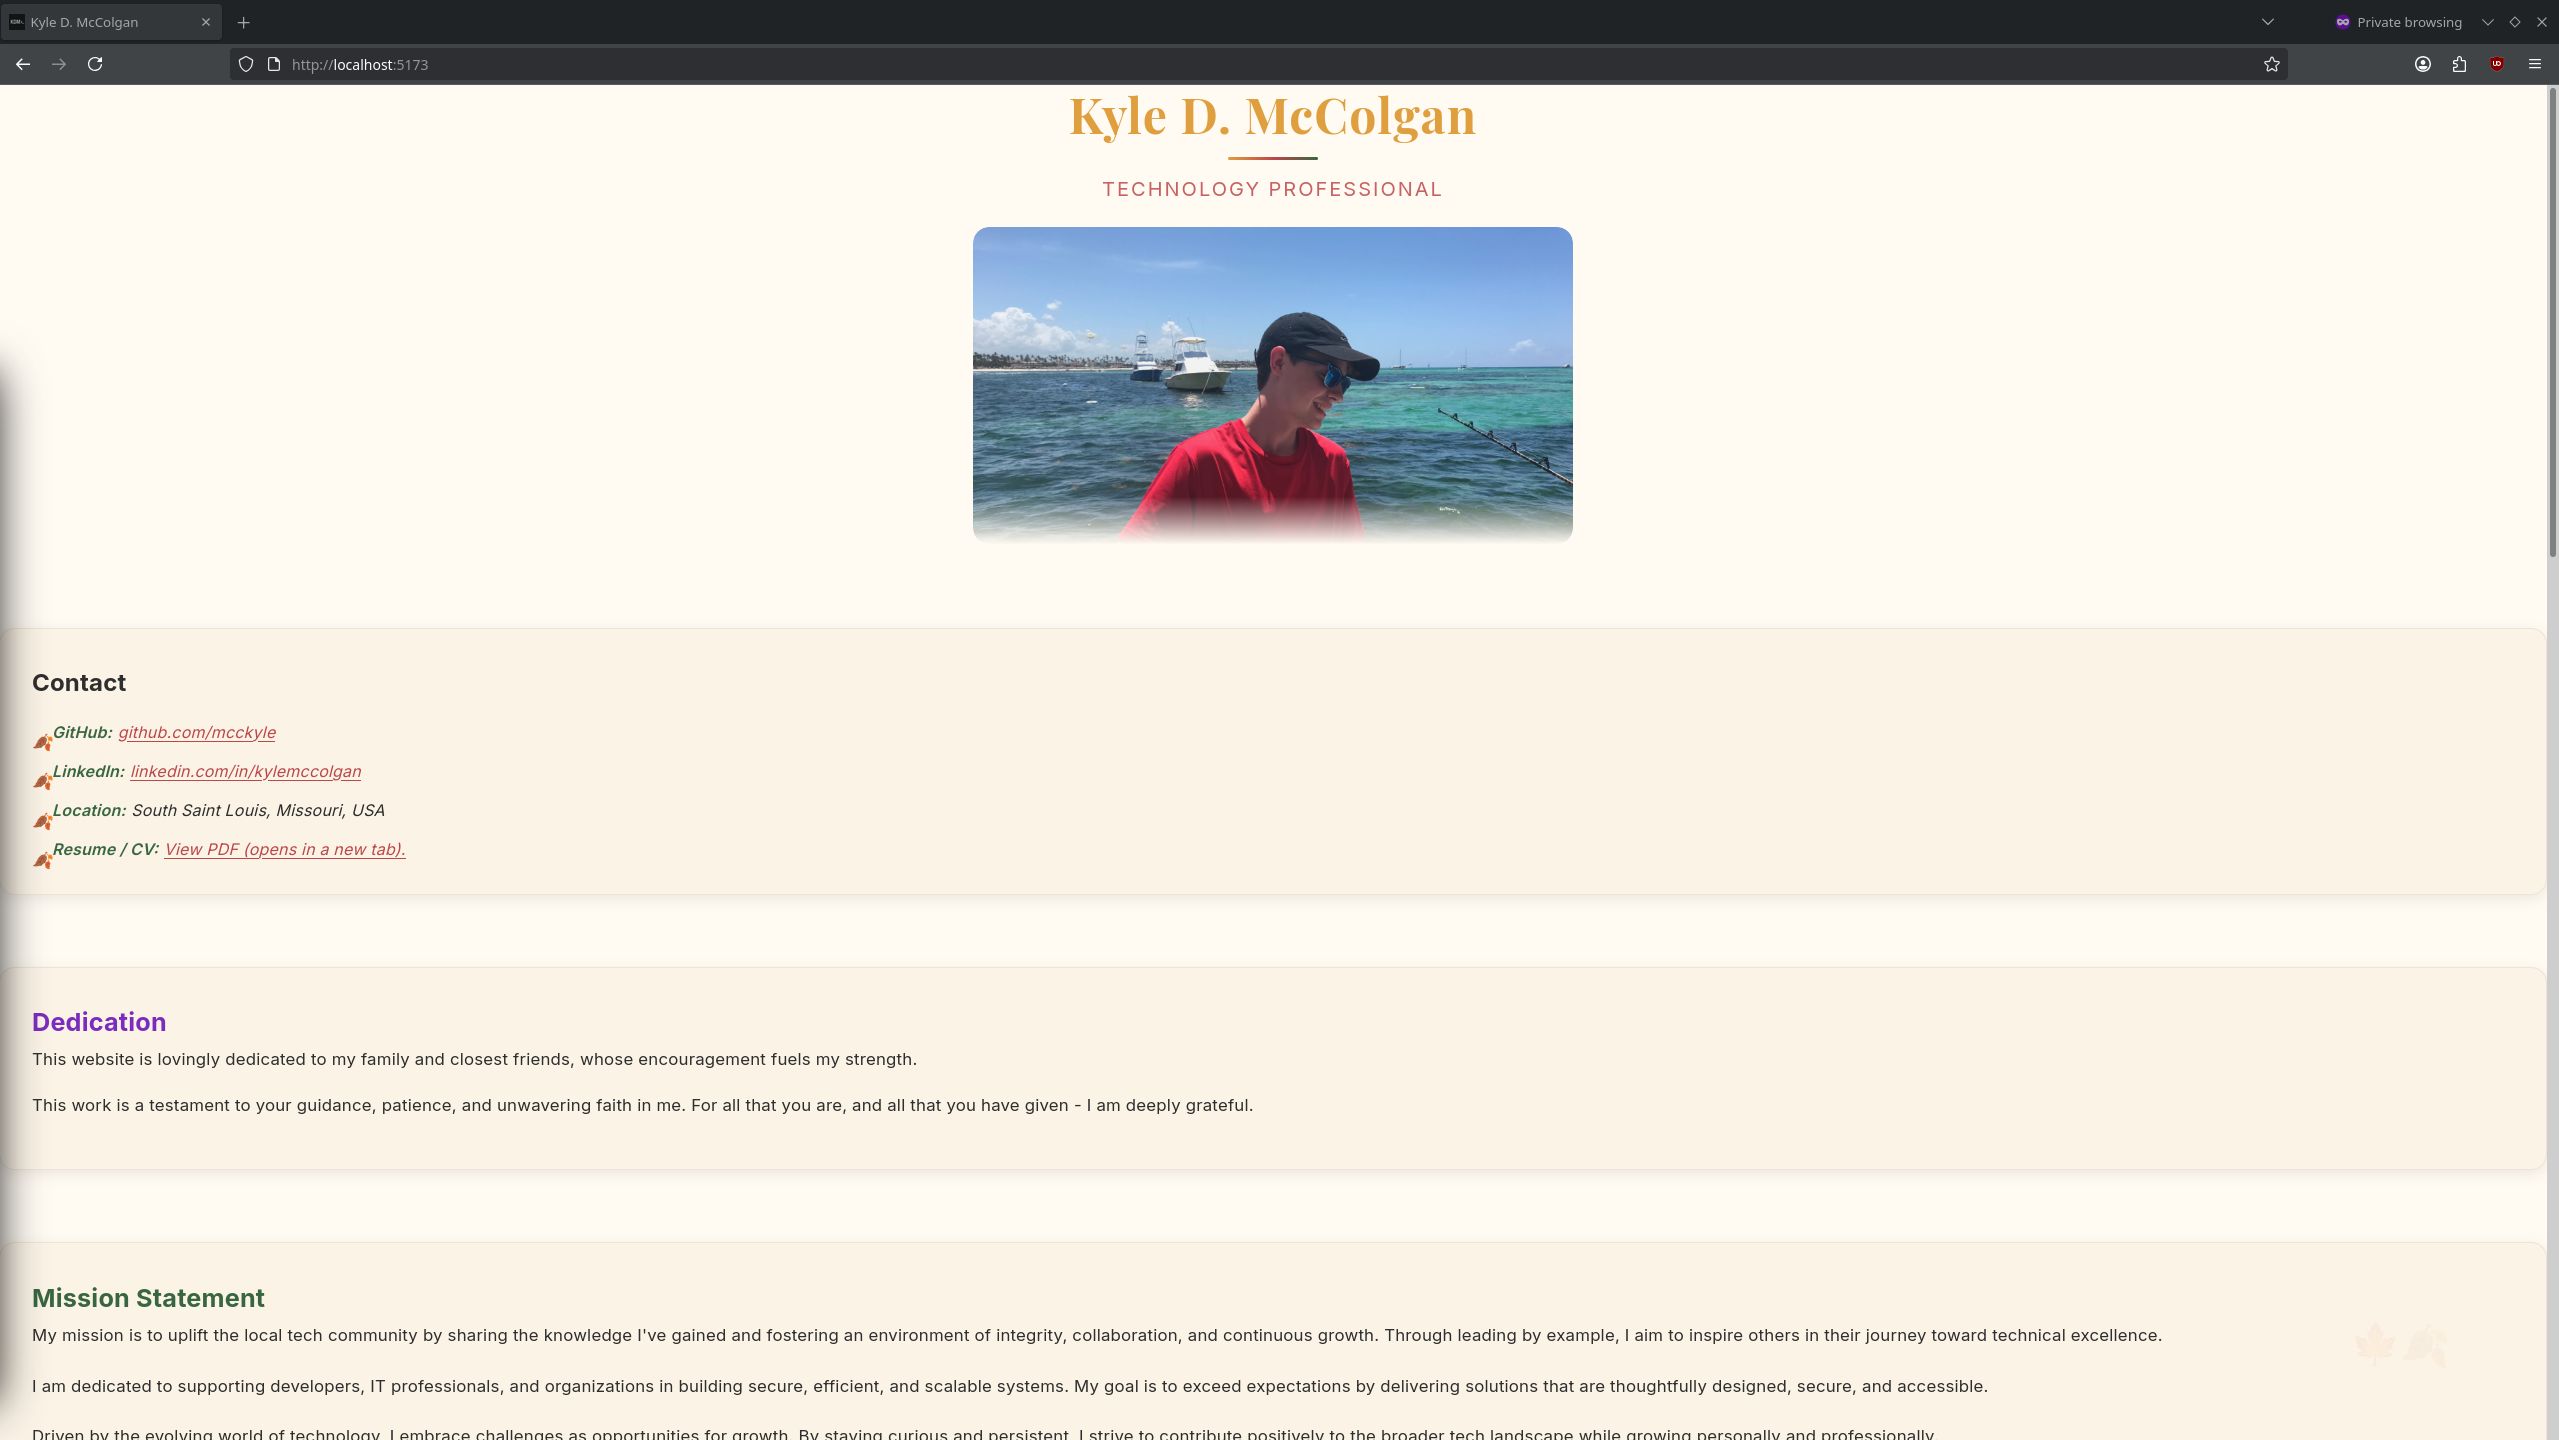 Kyle D. McColgan
Private browsing
http://localhost:5173
Kyle D. McColgan
TECHNOLOGY PROFESSIONAL
Contact
GitHub: github.com/mcckyle
LinkedIn: linkedin.com/in/kylemccolgan
Location: South Saint Louis, Missouri, USA
Resume / CV: View PDF (opens in a new tab).
Dedication
This website is lovingly dedicated to my family and closest friends, whose encouragement fuels my strength.
This work is a testament to your guidance, patience, and unwavering faith in me. For all that you are, and all that you have given - I am deeply grateful.
Mission Statement
My mission is to uplift the local tech community by sharing the knowledge I've gained and fostering an environment of integrity, collaboration, and continuous growth. Through leading by example, I aim to inspire others in their journey toward technical excellence.
I am dedicated to supporting developers, IT professionals, and organizations in building secure, efficient, and scalable systems. My goal is to exceed expectations by delivering solutions that are thoughtfully designed, secure, and accessible.
Driven by the evolving world of technology, I embrace challenges as opportunities for growth. By staying curious and persistent, I strive to contribute positively to the broader tech landscape while growing personally and professionally.